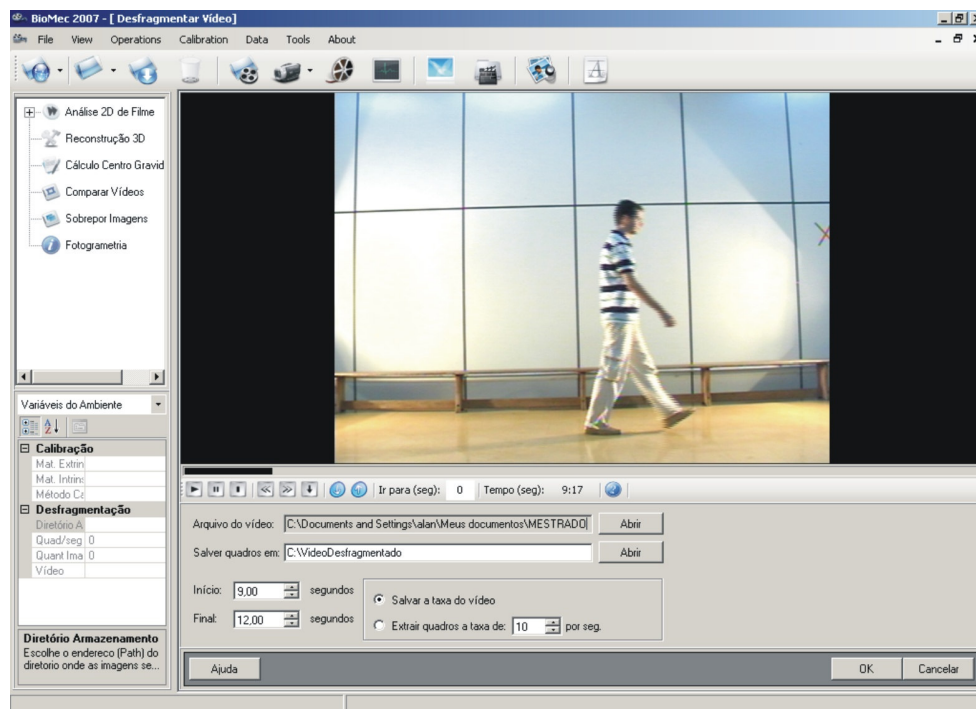 BioMec 2007 - [ Desfragmentar Vídeo]
File View Operations Calibration Data Tools About
Análise 2D de Filme
Reconstrução 3D
Cálculo Centro Gravid
Comparar Vídeos
Sobrepor Imagens
Fotogrametria
Variáveis do Ambiente
Calibração
Mat. Extrin
Mat. Intrin
Método Ca
Desfragmentação
Diretório A
Quad/seg 0
Quant Ima 0
Vídeo
Diretório Armazenamento
Escolhe o endereco (Path) do
diretorio onde as imagens se...
Ir para (seg): 0 Tempo (seg): 9:17
Arquivo do vídeo: C:\Documents and Settings\alan\Meus documentos\MESTRADO Abrir
Salver quadros em: C:\VideoDesfragmentado Abrir
Início: 9,00 segundos
Final: 12,00 segundos
Salvar a taxa do vídeo
Extrair quadros a taxa de: 10 por seg.
Ajuda OK Cancelar